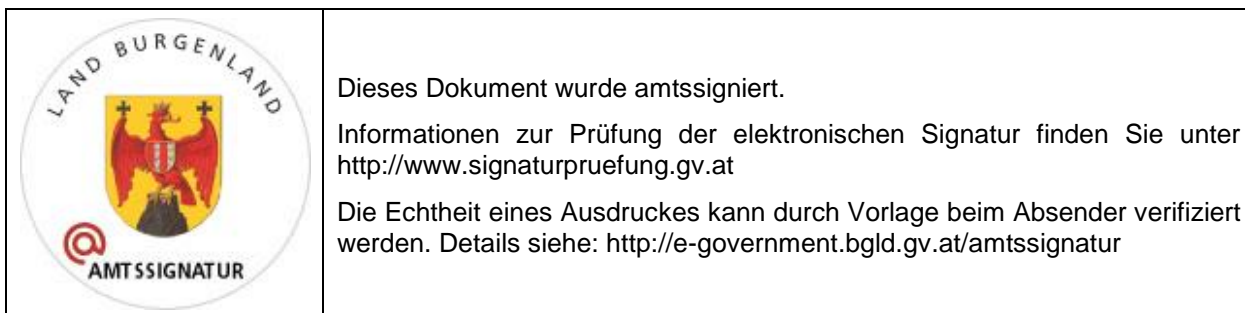 LAND BURGENLAND
@
AMTSSIGNATUR
Dieses Dokument wurde amtssigniert.
Informationen zur Prüfung der elektronischen Signatur finden Sie unter
http://www.signaturpruefung.gv.at
Die Echtheit eines Ausdruckes kann durch Vorlage beim Absender verifiziert
werden. Details siehe: http://e-government.bgld.gv.at/amtssignatur